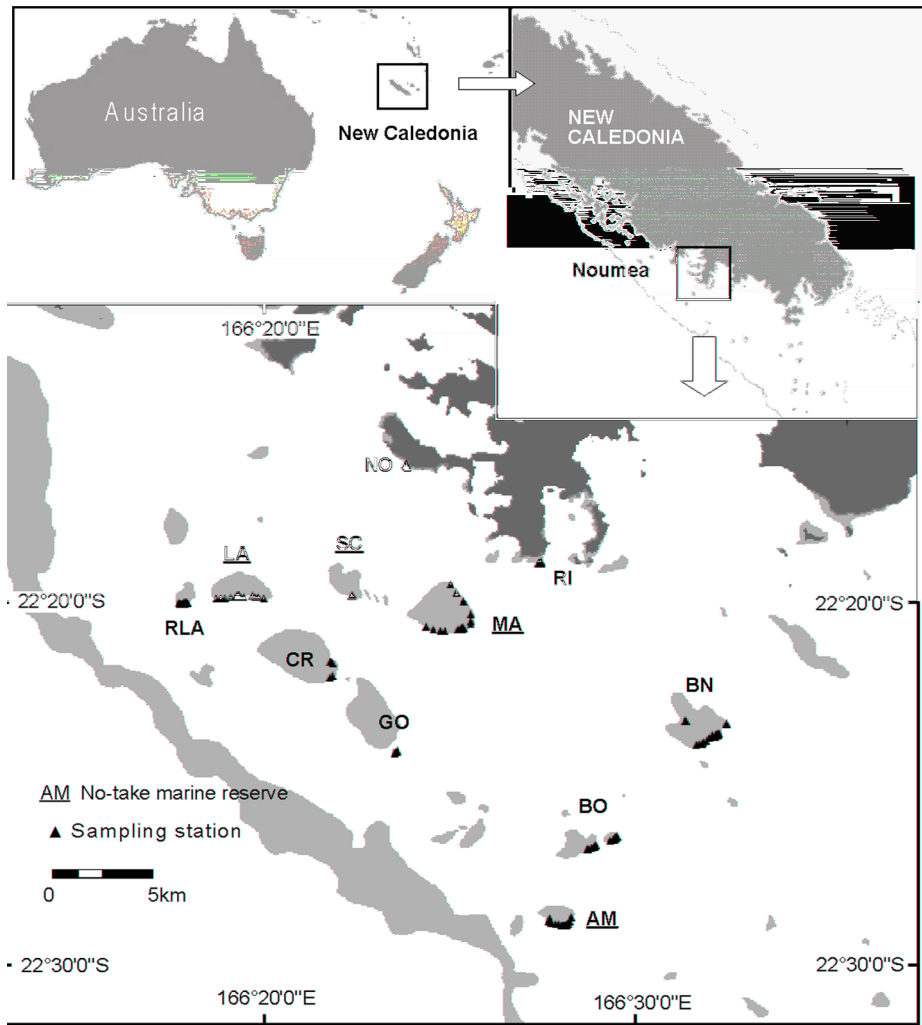 Australia
New Caledonia
NEW
CALEDONIA
Noumea
166°20'0"E
NO
LA
SC
RI
22°20'0"S
22°20'0"S
RLA
MA
CR
BN
GO
AM No-take marine reserve
BO
Sampling station
0 5km
AM
22°30'0"S
22°30'0"S
166°20'0"E
166°30'0"E